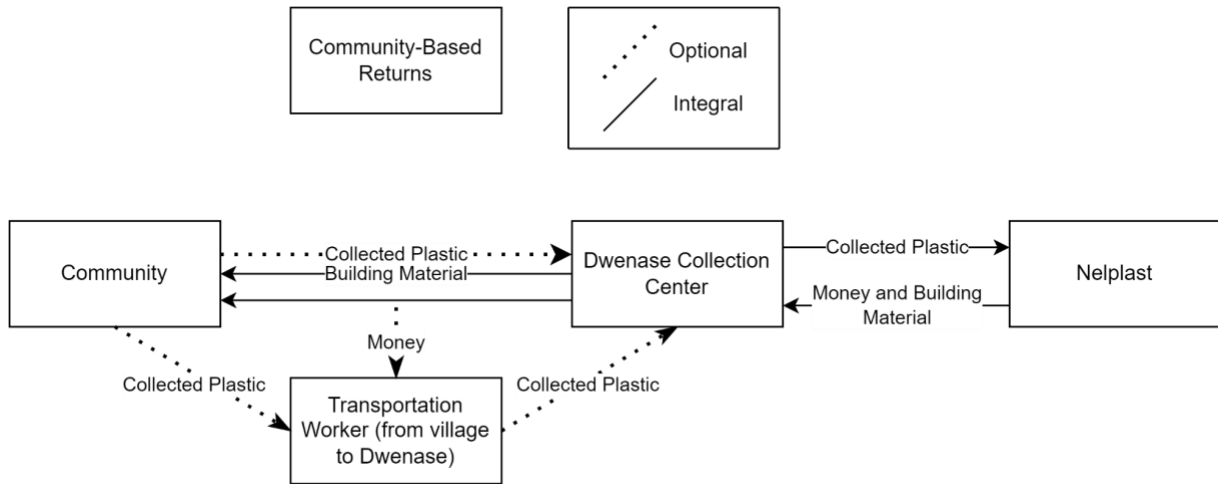 Community-Based
Returns
Optional
Integral
Community
Collected Plastic
Building Material
Dwenase Collection
Center
Collected Plastic
Nelplast
Money and Building
Material
Money
Collected Plastic
Collected Plastic
Transportation
Worker (from village
to Dwenase)